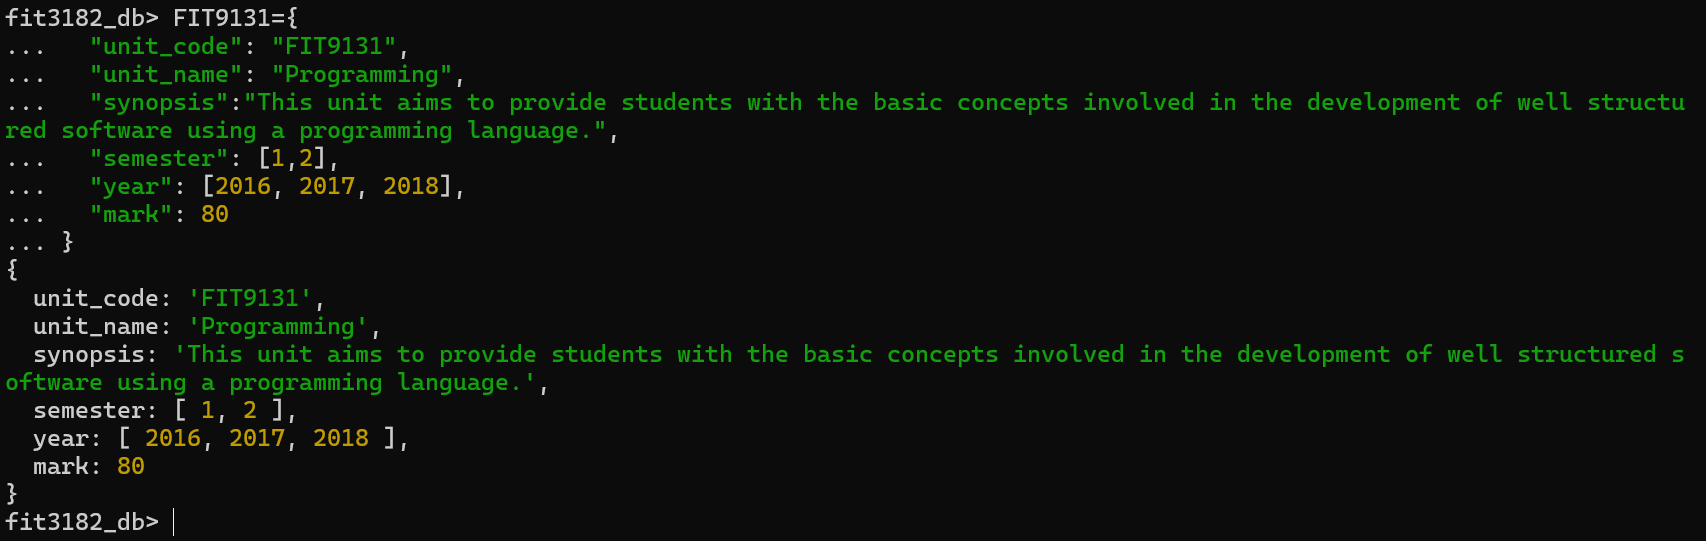 fit3182_db> FIT9131={
...   "unit_code": "FIT9131",
...   "unit_name": "Programming",
...   "synopsis":"This unit aims to provide students with the basic concepts involved in the development of well structu
red software using a programming language.",
...   "semester": [1,2],
...   "year": [2016, 2017, 2018],
...   "mark": 80
... }
{
  unit_code: 'FIT9131',
  unit_name: 'Programming',
  synopsis: 'This unit aims to provide students with the basic concepts involved in the development of well structured s
oftware using a programming language.',
  semester: [ 1, 2 ],
  year: [ 2016, 2017, 2018 ],
  mark: 80
}
fit3182_db>